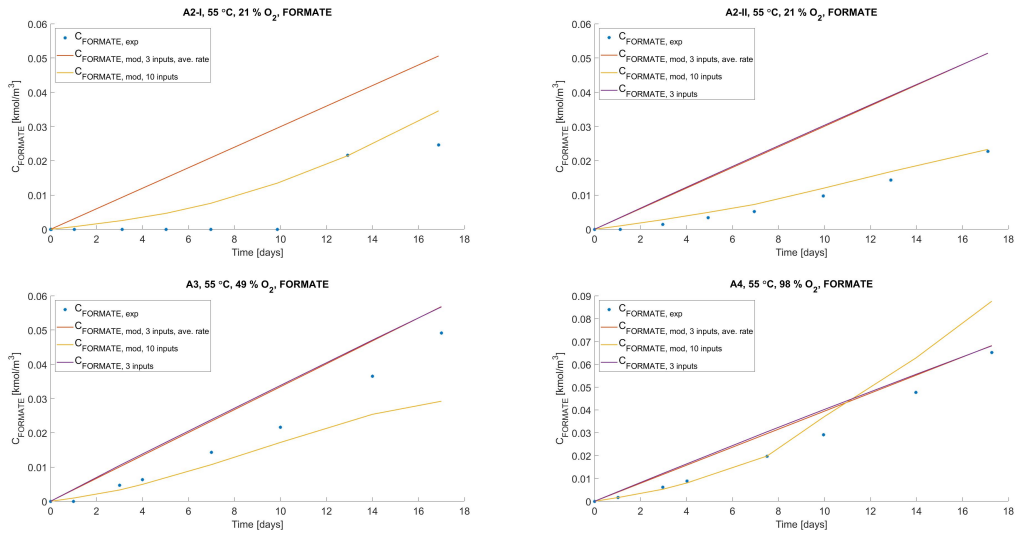 A2-I, 55 °C, 21 % O2, FORMATE
0.06
0.05
0.04
0.03
0.02
0.01
0
CFORMATE [kmol/m3]
CFORMATE, exp
CFORMATE, mod, 3 inputs, ave. rate
CFORMATE, mod, 10 inputs
0 2 4 6 8 10 12 14 16 18
Time [days]
A2-II, 55 °C, 21 % O2, FORMATE
0.06
0.05
0.04
0.03
0.02
0.01
0
CFORMATE [kmol/m3]
CFORMATE, exp
CFORMATE, mod, 3 inputs, ave. rate
CFORMATE, mod, 10 inputs
CFORMATE, 3 inputs
0 2 4 6 8 10 12 14 16 18
Time [days]
A3, 55 °C, 49 % O2, FORMATE
0.06
0.05
0.04
0.03
0.02
0.01
0
CFORMATE [kmol/m3]
CFORMATE, exp
CFORMATE, mod, 3 inputs, ave. rate
CFORMATE, mod, 10 inputs
CFORMATE, 3 inputs
0 2 4 6 8 10 12 14 16 18
Time [days]
A4, 55 °C, 98 % O2, FORMATE
0.09
0.08
0.07
0.06
0.05
0.04
0.03
0.02
0.01
0
CFORMATE [kmol/m3]
CFORMATE, exp
CFORMATE, mod, 3 inputs, ave. rate
CFORMATE, mod, 10 inputs
CFORMATE, 3 inputs
0 2 4 6 8 10 12 14 16 18
Time [days]